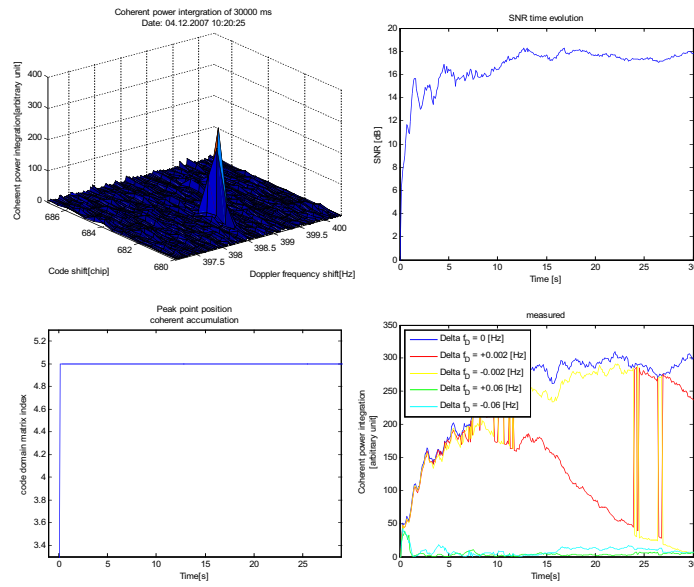 Coherent power intergration of 30000 ms
Date: 04.12.2007 10:20:25
Coherent power integration[arbitrary unit]
400
300
200
100
0
686
684
682
680
Code shift[chip]
397.5
398
398.5
399
399.5
400
Doppler frequency shift[Hz]
SNR time evolution
SNR [dB]
20
18
16
14
12
10
8
6
4
2
0
0 5 10 15 20 25 30
Time [s]
Peak point position
coherent accumulation
code domain matrix index
5.2
5
4.8
4.6
4.4
4.2
4
3.8
3.6
3.4
0 5 10 15 20 25
Time[s]
measured
Coherent power integration
[arbitrary unit]
350
300
250
200
150
100
50
0
Delta f_D = 0 [Hz]
Delta f_D = +0.002 [Hz]
Delta f_D = -0.002 [Hz]
Delta f_D = +0.06 [Hz]
Delta f_D = -0.06 [Hz]
0 5 10 15 20 25 30
Time[s]